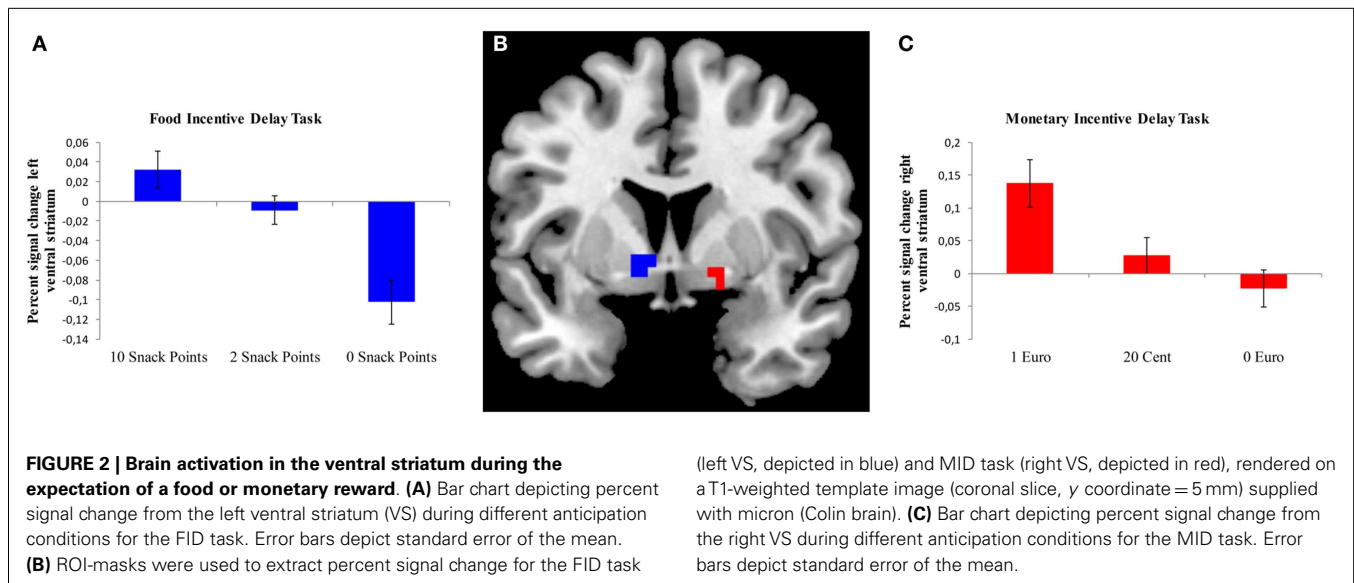 A
Food Incentive Delay Task
Percent signal change left
ventral striatum
0,06
0,04
0,02
0
-0,02
-0,04
-0,06
-0,08
-0,1
-0,12
-0,14
10 Snack Points
2 Snack Points
0 Snack Points
B
C
Monetary Incentive Delay Task
Percent signal change right
ventral striatum
0,2
0,15
0,1
0,05
0
-0,05
-0,1
1 Euro
20 Cent
0 Euro
FIGURE 2 | Brain activation in the ventral striatum during the
expectation of a food or monetary reward. (A) Bar chart depicting percent
signal change from the left ventral striatum (VS) during different anticipation
conditions for the FID task. Error bars depict standard error of the mean.
(B) ROI-masks were used to extract percent signal change for the FID task
(left VS, depicted in blue) and MID task (right VS, depicted in red), rendered on
a T1-weighted template image (coronal slice, y coordinate = 5 mm) supplied
with micron (Colin brain). (C) Bar chart depicting percent signal change from
the right VS during different anticipation conditions for the MID task. Error
bars depict standard error of the mean.